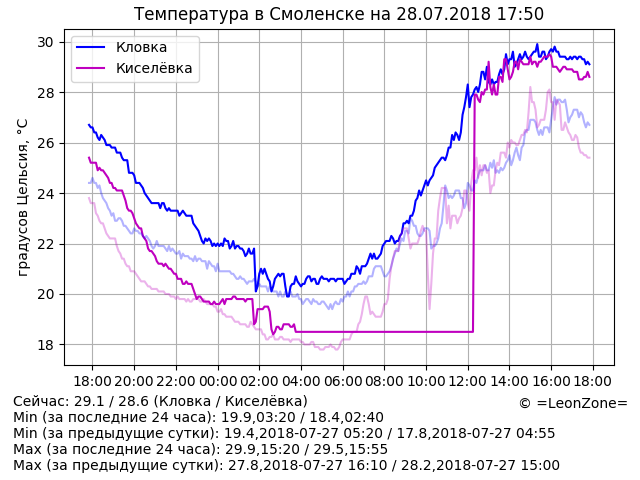 Температура в Смоленске на 28.07.2018 17:50
Кловка
Киселёвка
градусов Цельсия, °C
30
28
26
24
22
20
18
18:00 20:00 22:00 00:00 02:00 04:00 06:00 08:00 10:00 12:00 14:00 16:00 18:00
Сейчас: 29.1 / 28.6 (Кловка / Киселёвка)
© =LeonZone=
Min (за последние 24 часа): 19.9,03:20 / 18.4,02:40
Min (за предыдущие сутки): 19.4,2018-07-27 05:20 / 17.8,2018-07-27 04:55
Max (за последние 24 часа): 29.9,15:20 / 29.5,15:55
Max (за предыдущие сутки): 27.8,2018-07-27 16:10 / 28.2,2018-07-27 15:00